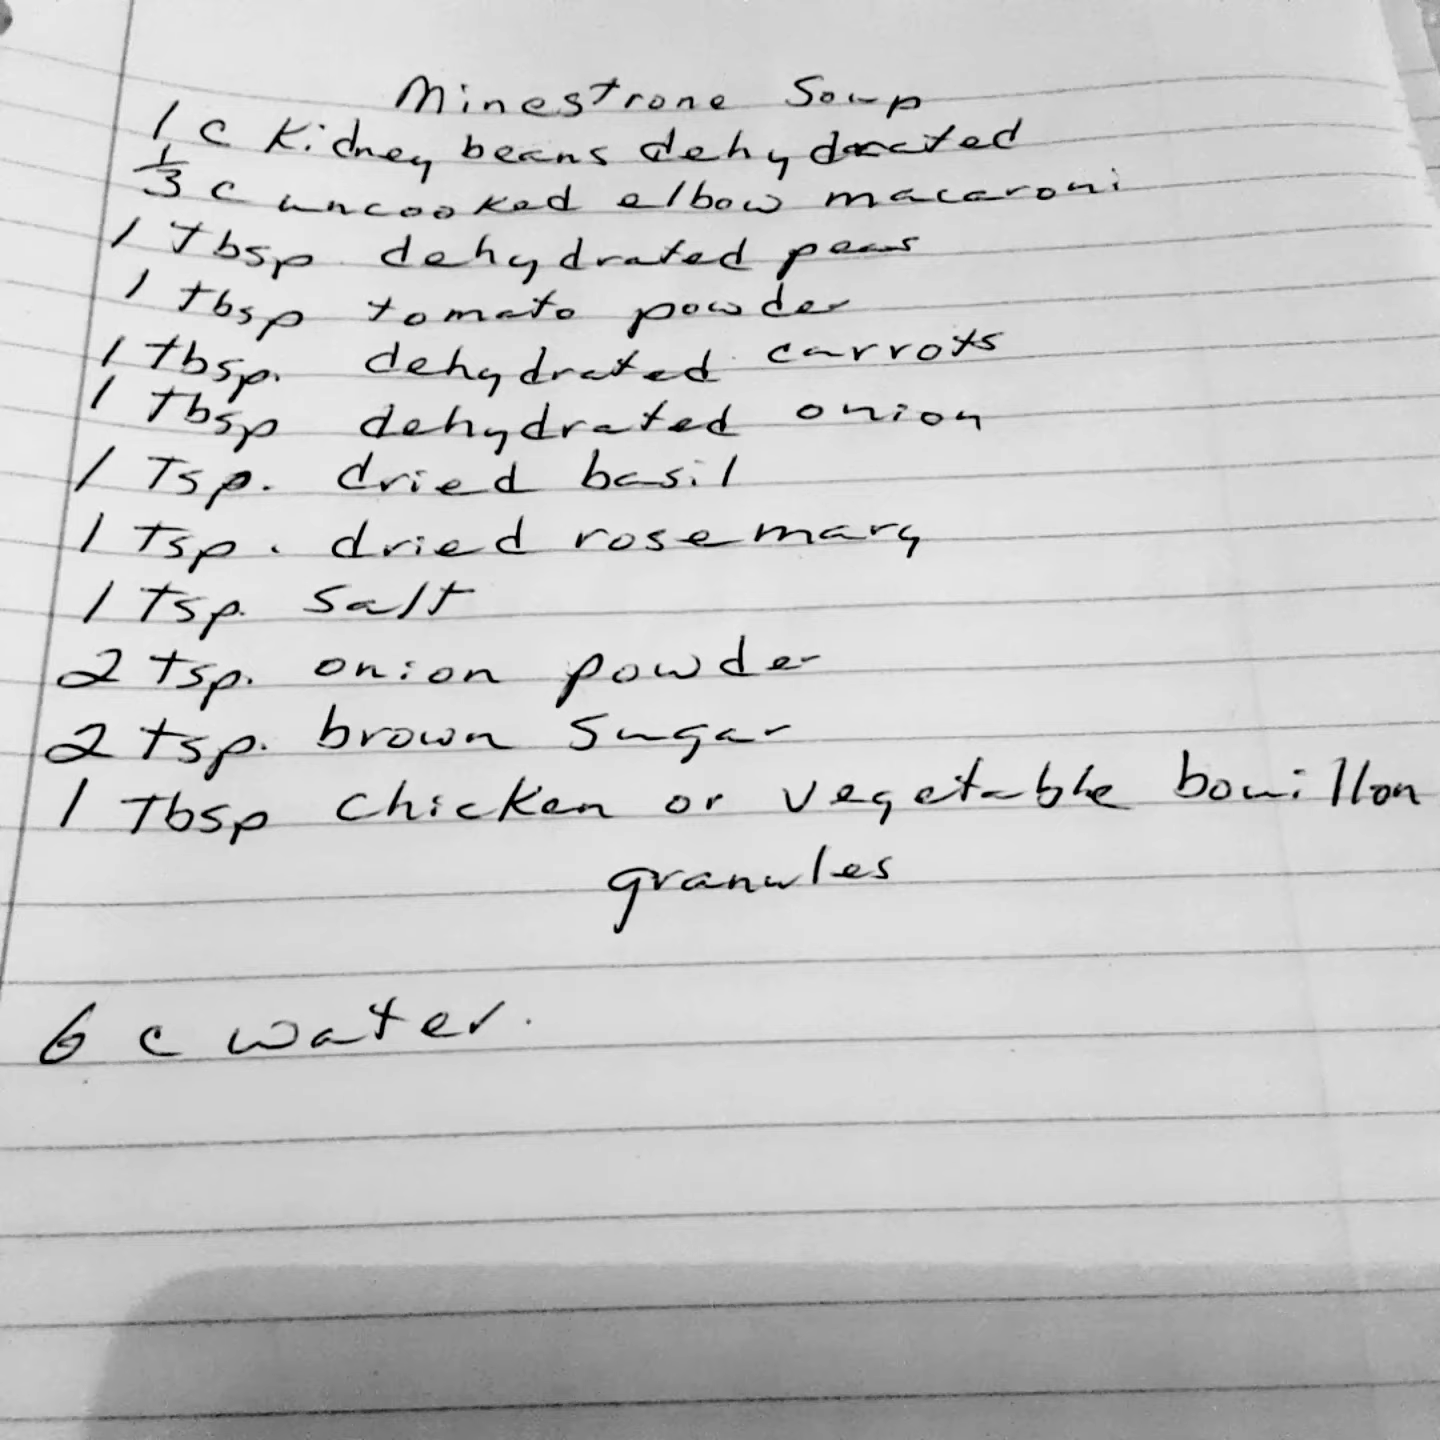 Minestrone Soup
1 c Kidney beans dehydrated
1/3 c uncooked elbow macaroni
1 Tbsp dehydrated peas
1 Tbsp tomato powder
1 Tbsp. dehydrated carrots
1 Tbsp dehydrated onion
1 Tsp. dried basil
1 Tsp. dried rosemary
1 Tsp. Salt
2 tsp. onion powder
2 tsp. brown Sugar
1 Tbsp Chicken or vegetable bouillon
granules
6 c water.